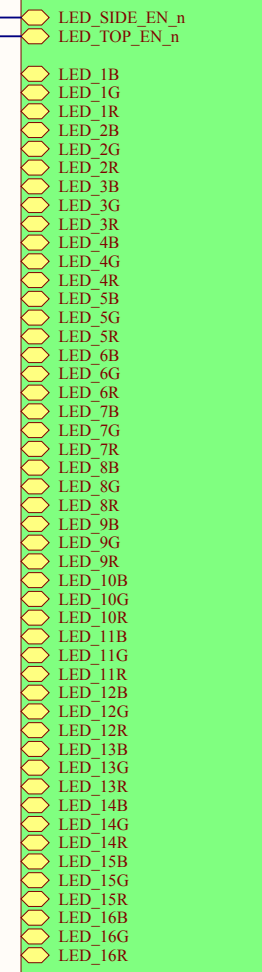 LED_SIDE_EN_n
LED_TOP_EN_n
LED_1B
LED_1G
LED_1R
LED_2B
LED_2G
LED_2R
LED_3B
LED_3G
LED_3R
LED_4B
LED_4G
LED_4R
LED_5B
LED_5G
LED_5R
LED_6B
LED_6G
LED_6R
LED_7B
LED_7G
LED_7R
LED_8B
LED_8G
LED_8R
LED_9B
LED_9G
LED_9R
LED_10B
LED_10G
LED_10R
LED_11B
LED_11G
LED_11R
LED_12B
LED_12G
LED_12R
LED_13B
LED_13G
LED_13R
LED_14B
LED_14G
LED_14R
LED_15B
LED_15G
LED_15R
LED_16B
LED_16G
LED_16R